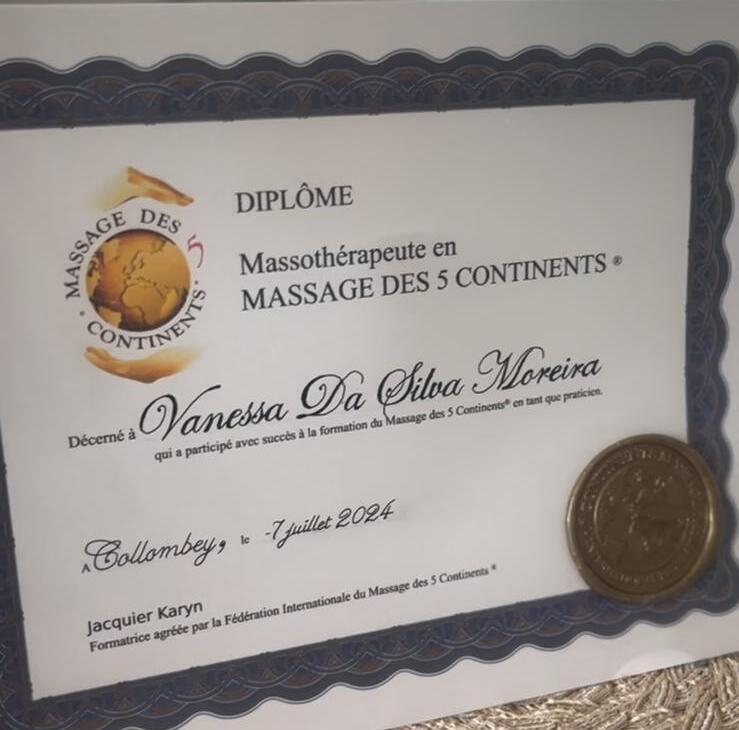 MASSAGE DES 5
· CONTINENTS ·
DIPLÔME
Massothérapeute en
MASSAGE DES 5 CONTINENTS ®
Décerné à Vanessa Da Silva Moreira
qui a participé avec succès à la formation du Massage des 5 Continents® en tant que praticien.
A Collombey, le -7 juillet 2024
Jacquier Karyn
Formatrice agréée par la Fédération Internationale du Massage des 5 Continents ®